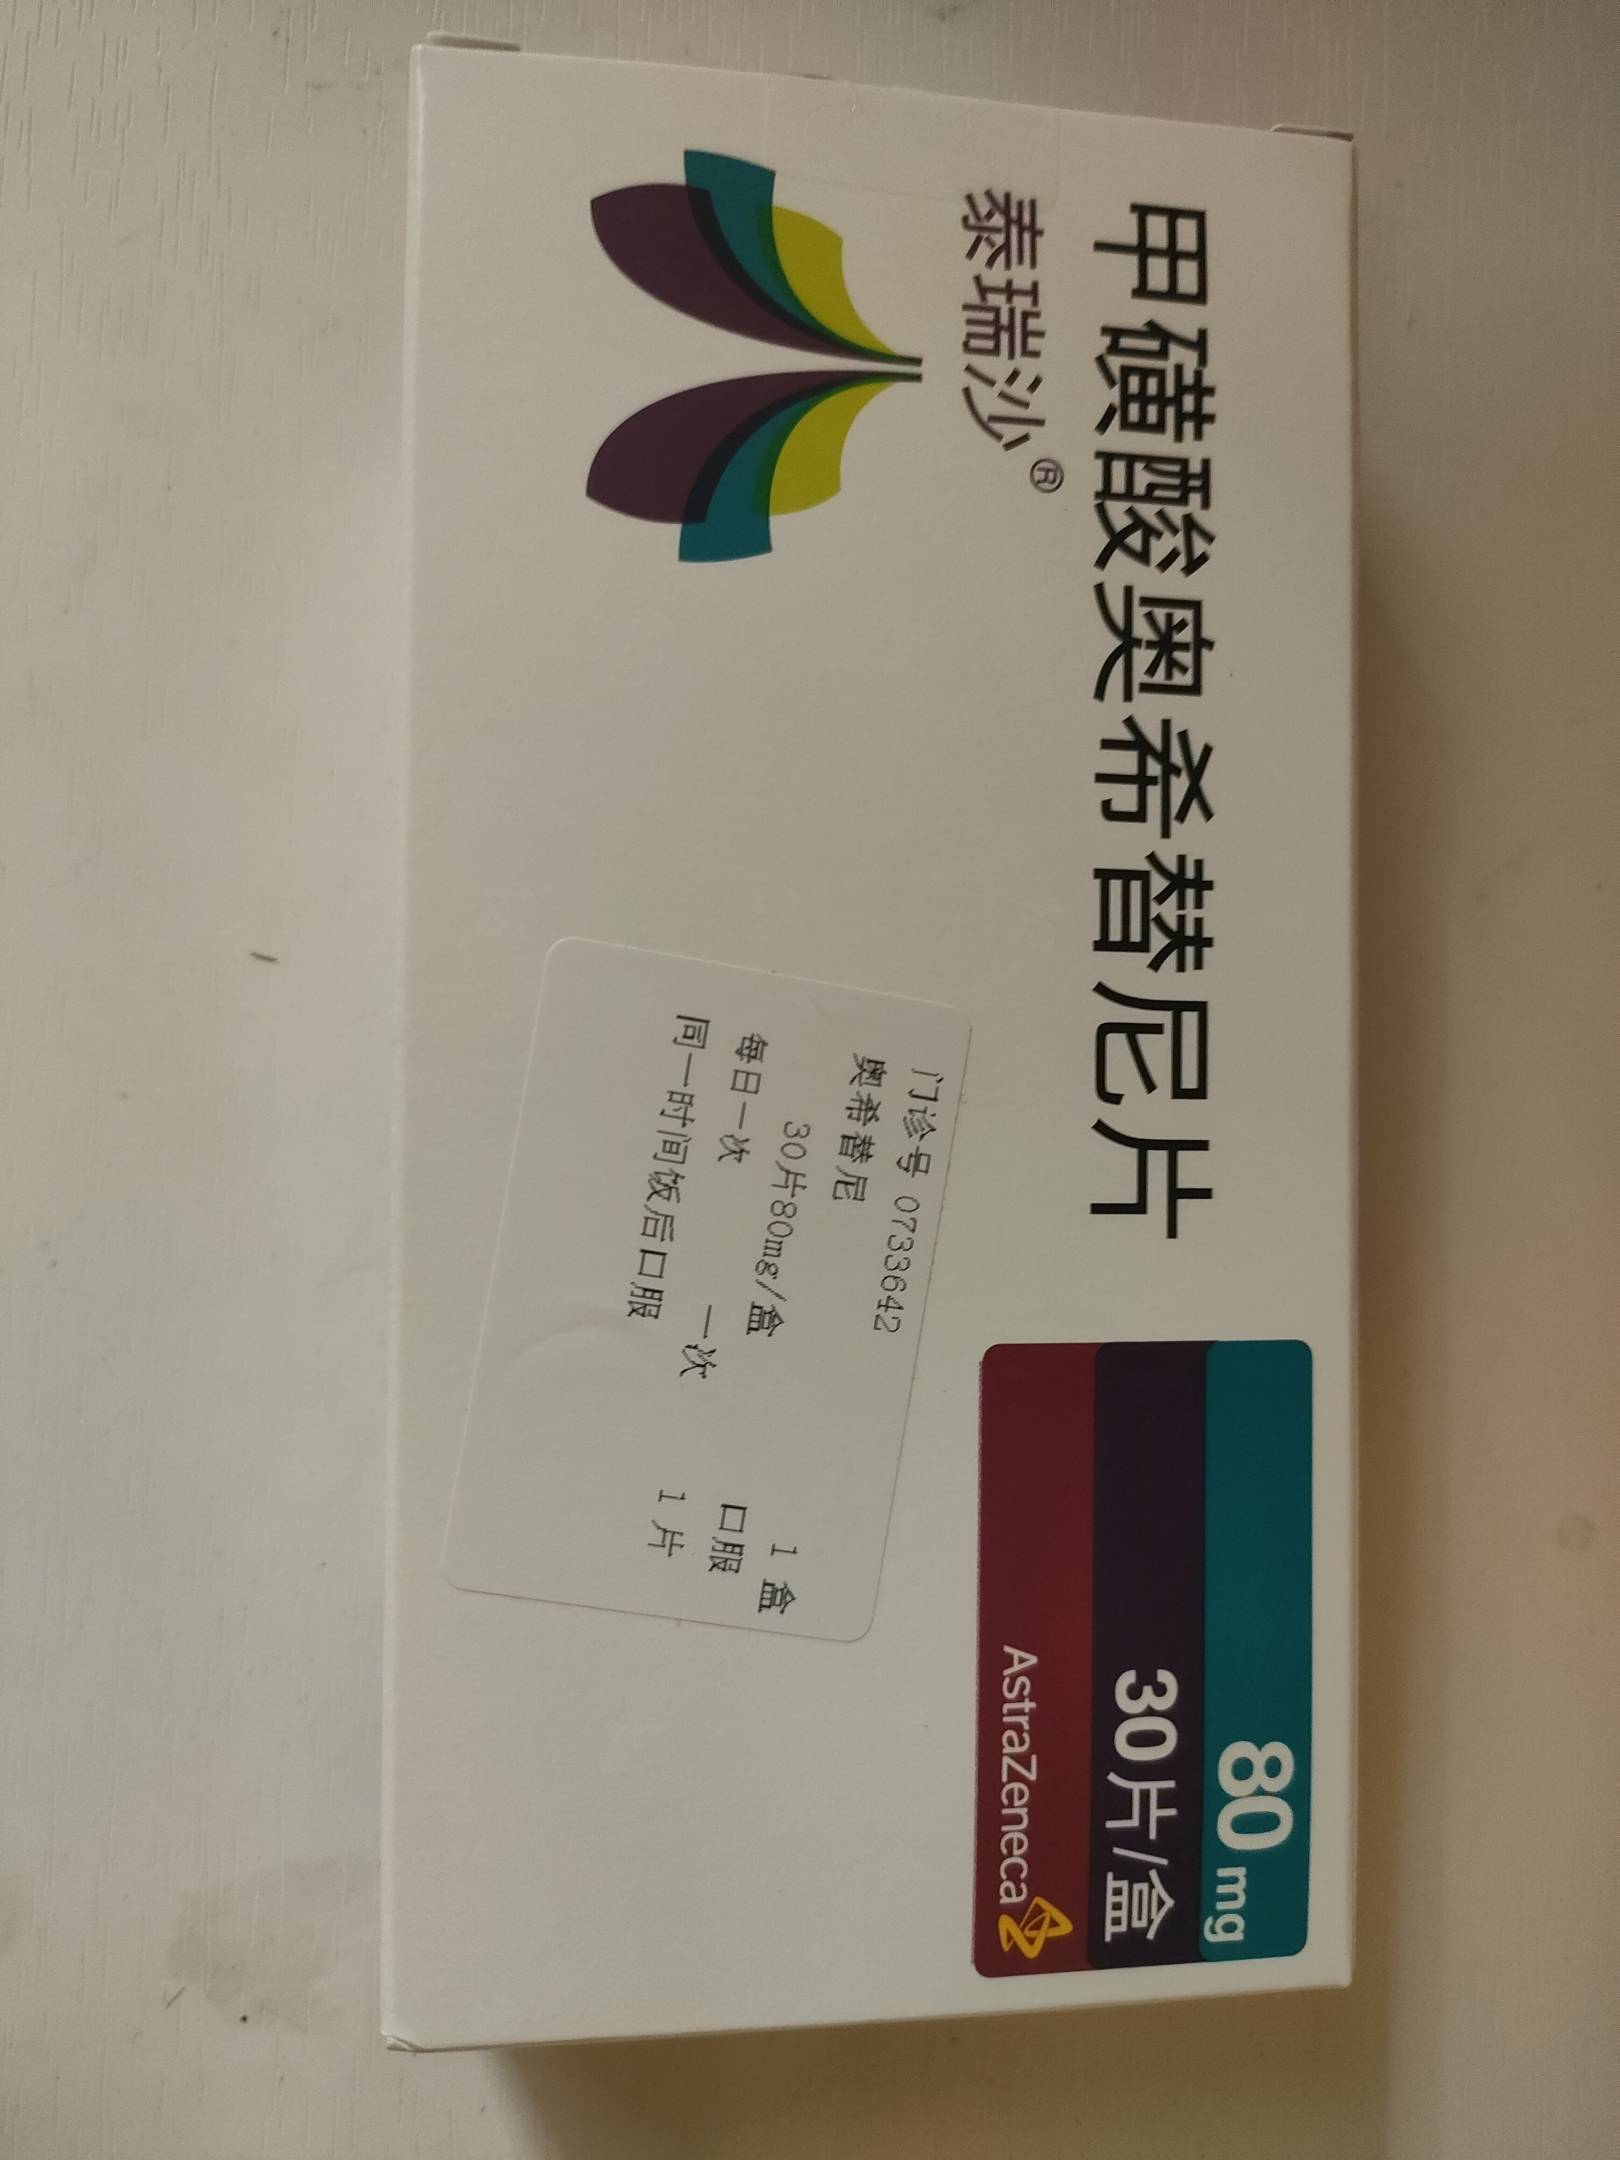 甲磺酸奥希替尼片
泰瑞沙®
80 mg
30片/盒
AstraZeneca
门诊号 0733642
奥希替尼
30片80mg/盒 1 盒
每日一次 一次 口服
同一时间饭后口服 1 片